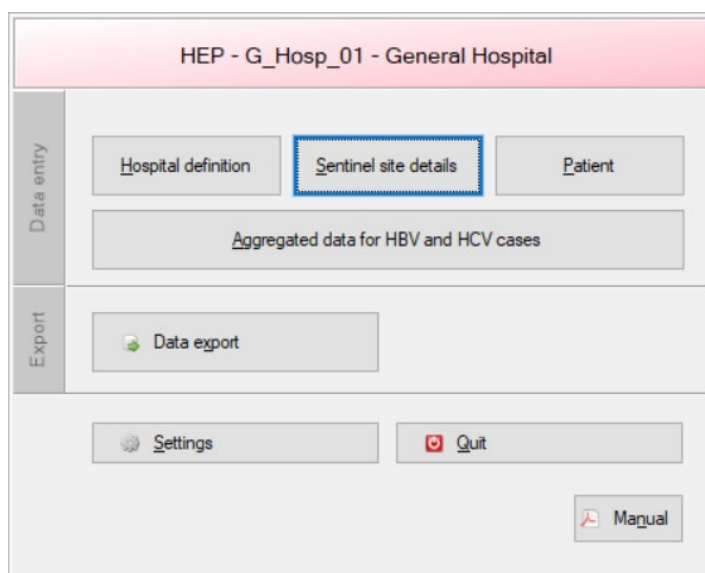 HEP - G_Hosp_01 - General Hospital
Data entry
Hospital definition
Sentinel site details
Patient
Aggregated data for HBV and HCV cases
Export
Data export
Settings
Quit
Manual